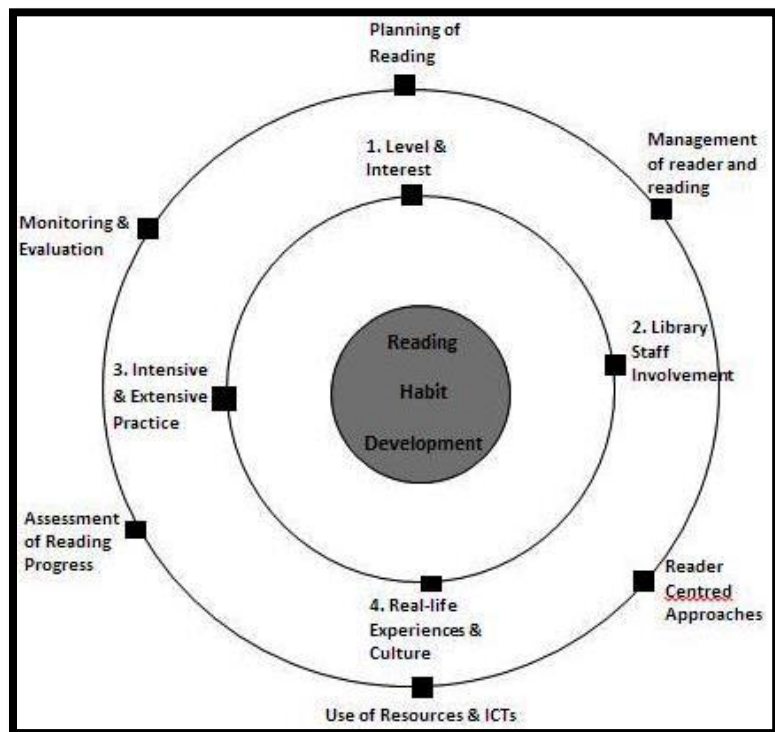 Planning of
Reading
1. Level &
Interest
Management
of reader and
reading
Monitoring &
Evaluation
2. Library
Staff
Involvement
Reading
Habit
Development
3. Intensive
& Extensive
Practice
Assessment
of Reading
Progress
Reader
Centred
Approaches
4. Real-life
Experiences &
Culture
Use of Resources & ICTs